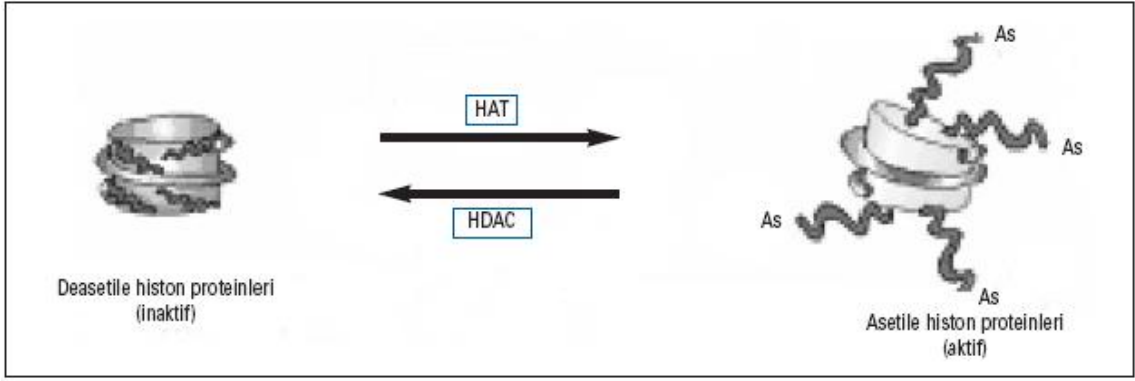 As
HAT
As
HDAC
As
Deasetile histon proteinleri
(inaktif)
As
Asetile histon proteinleri
(aktif)